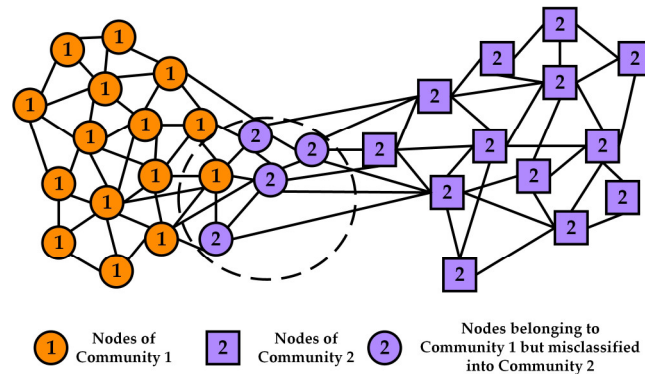 1 2
1 2 2
1 1 2
1 2
1 1 1 2 2 2 2
2
1 1 1 2 2
1 2 2
1 1 2 2
1 2
1 Nodes of
Community 1
2 Nodes of
Community 2
2 Nodes belonging to
Community 1 but misclassified
into Community 2